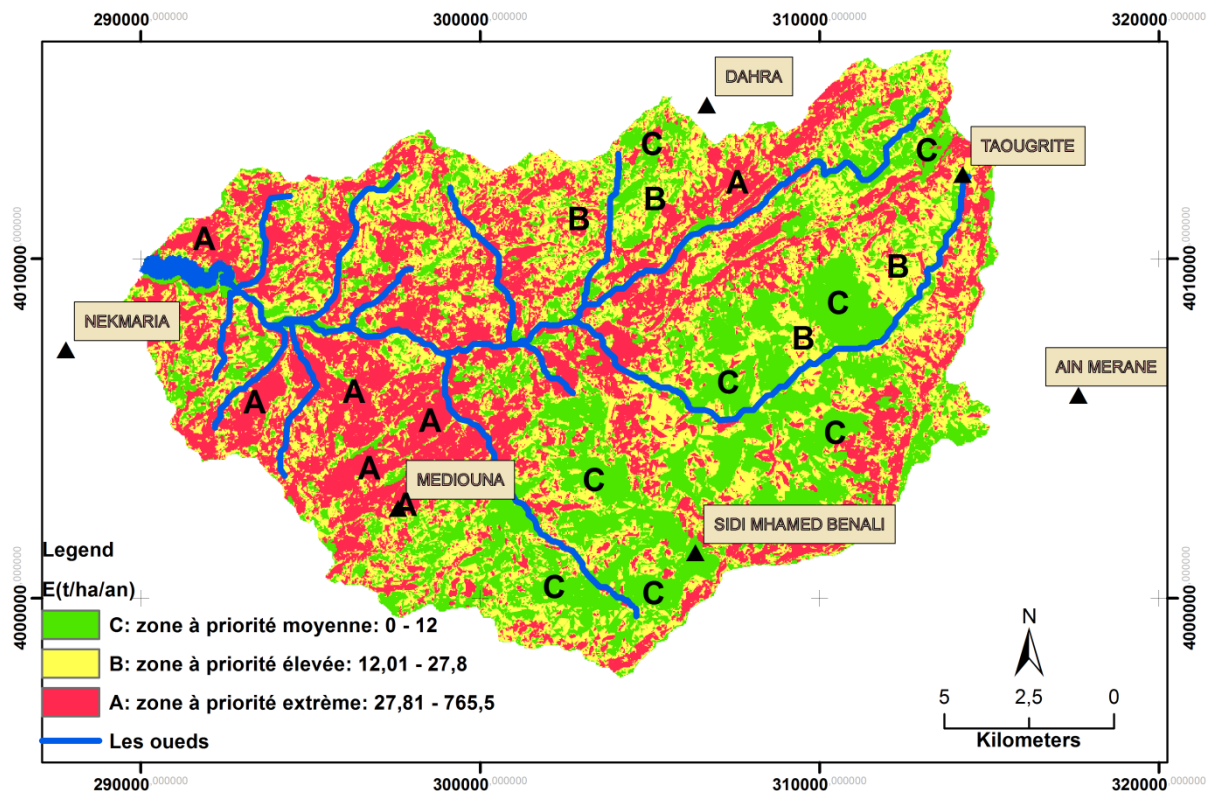 290000,000000 300000,000000 310000,000000 320000,000000
DAHRA
C
TAOUGRITE
C
A
B
B
A
4010000,000000
B
4010000,000000
C
NEKMARIA
B
AIN MERANE
C
A
A
A
C
A
C
MEDIOUNA
A
SIDI MHAMED BENALI
Legend
E(t/ha/an)
C
C
C: zone à priorité moyenne: 0 - 12
B: zone à priorité élevée: 12,01 - 27,8
A: zone à priorité extrême: 27,81 - 765,5
Les oueds
4000000,000000
4000000,000000
N
5 2,5 0
Kilometers
290000,000000 300000,000000 310000,000000 320000,000000